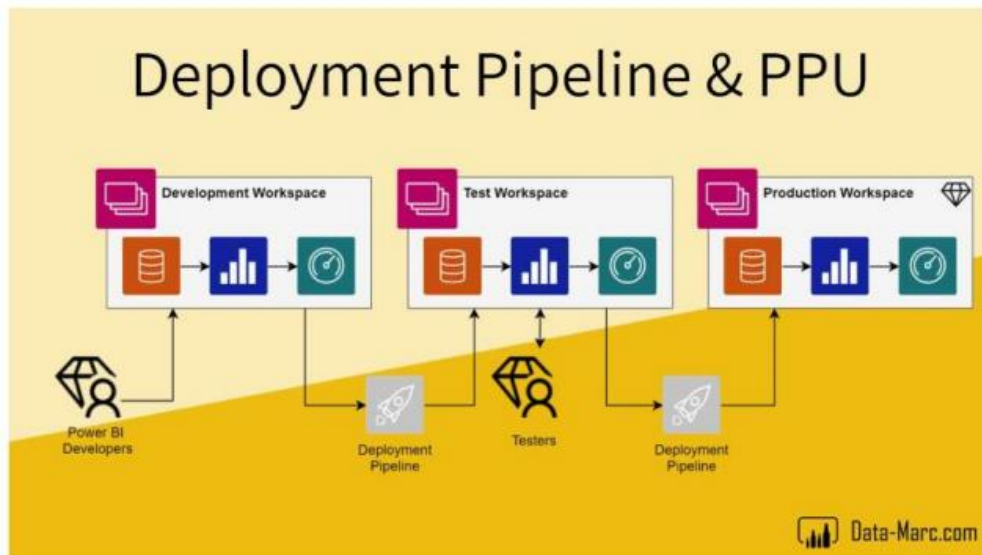 Deployment Pipeline & PPU
Development Workspace
Test Workspace
Production Workspace
Power BI
Developers
Deployment
Pipeline
Testers
Deployment
Pipeline
Data-Marc.com